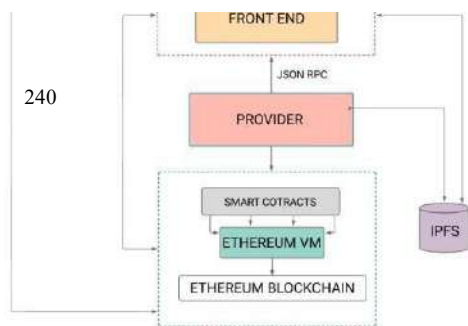 FRONT END
JSON RPC
240
PROVIDER
SMART COTRACTS
ETHEREUM VM
IPFS
ETHEREUM BLOCKCHAIN